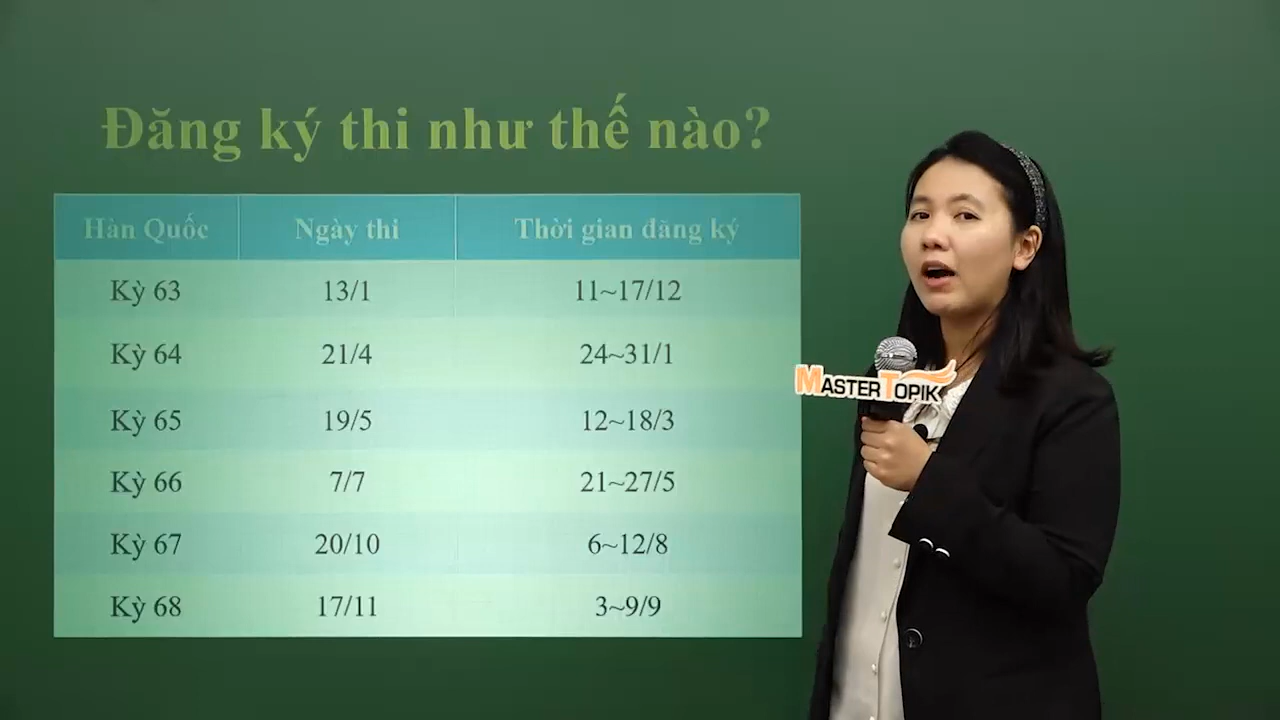 Đăng ký thi như thế nào?
Hàn Quốc Ngày thi Thời gian đăng ký
Kỳ 63 13/1 11~17/12
Kỳ 64 21/4 24~31/1
Kỳ 65 19/5 12~18/3
Kỳ 66 7/7 21~27/5
Kỳ 67 20/10 6~12/8
Kỳ 68 17/11 3~9/9
MASTER TOPIK